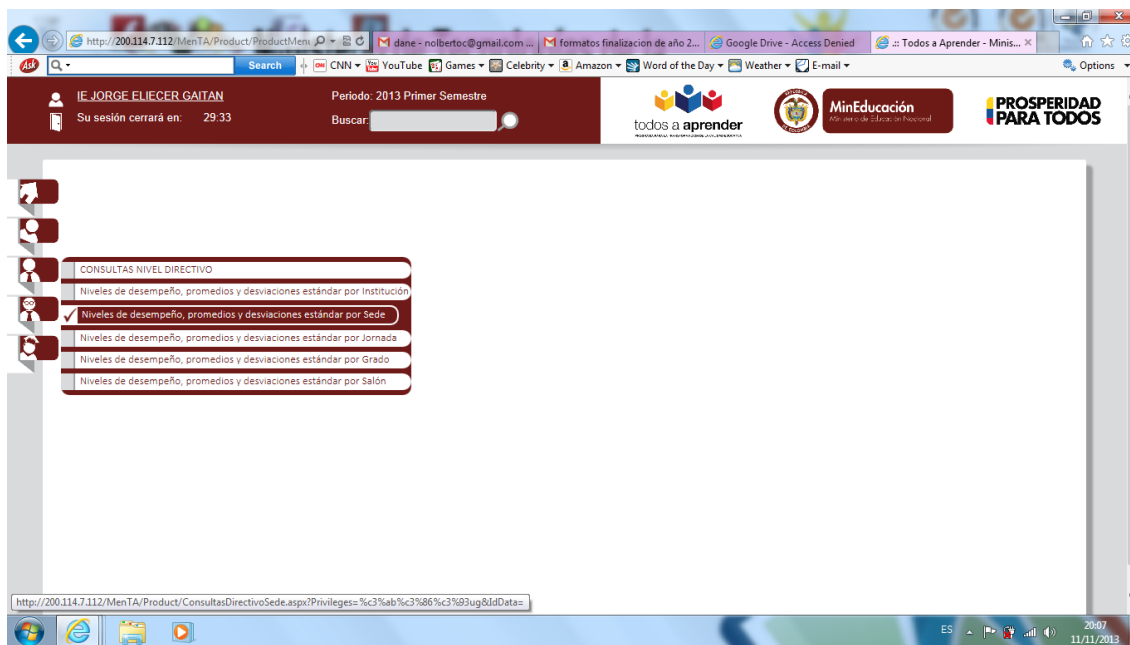 http://200.114.7.112/MenTA/Product/ProductMenu
dane - nolbertoc@gmail.com ...
formatos finalizacion de año 2...
Google Drive - Access Denied
.:: Todos a Aprender - Minis...
Ask
Search
CNN
YouTube
Games
Celebrity
Amazon
Word of the Day
Weather
E-mail
Options
IE JORGE ELIECER GAITAN
Periodo: 2013 Primer Semestre
Su sesión cerrará en: 29:33
Buscar:
todos a aprender
MinEducación
Ministerio de Educación Nacional
PROSPERIDAD
PARA TODOS
CONSULTAS NIVEL DIRECTIVO
Niveles de desempeño, promedios y desviaciones estándar por Institución
Niveles de desempeño, promedios y desviaciones estándar por Sede
Niveles de desempeño, promedios y desviaciones estándar por Jornada
Niveles de desempeño, promedios y desviaciones estándar por Grado
Niveles de desempeño, promedios y desviaciones estándar por Salón
http://200.114.7.112/MenTA/Product/ConsultasDirectivoSede.aspx?Privileges=%c3%ab%c3%86%c3%93ug&IdData=
ES
20:07
11/11/2013